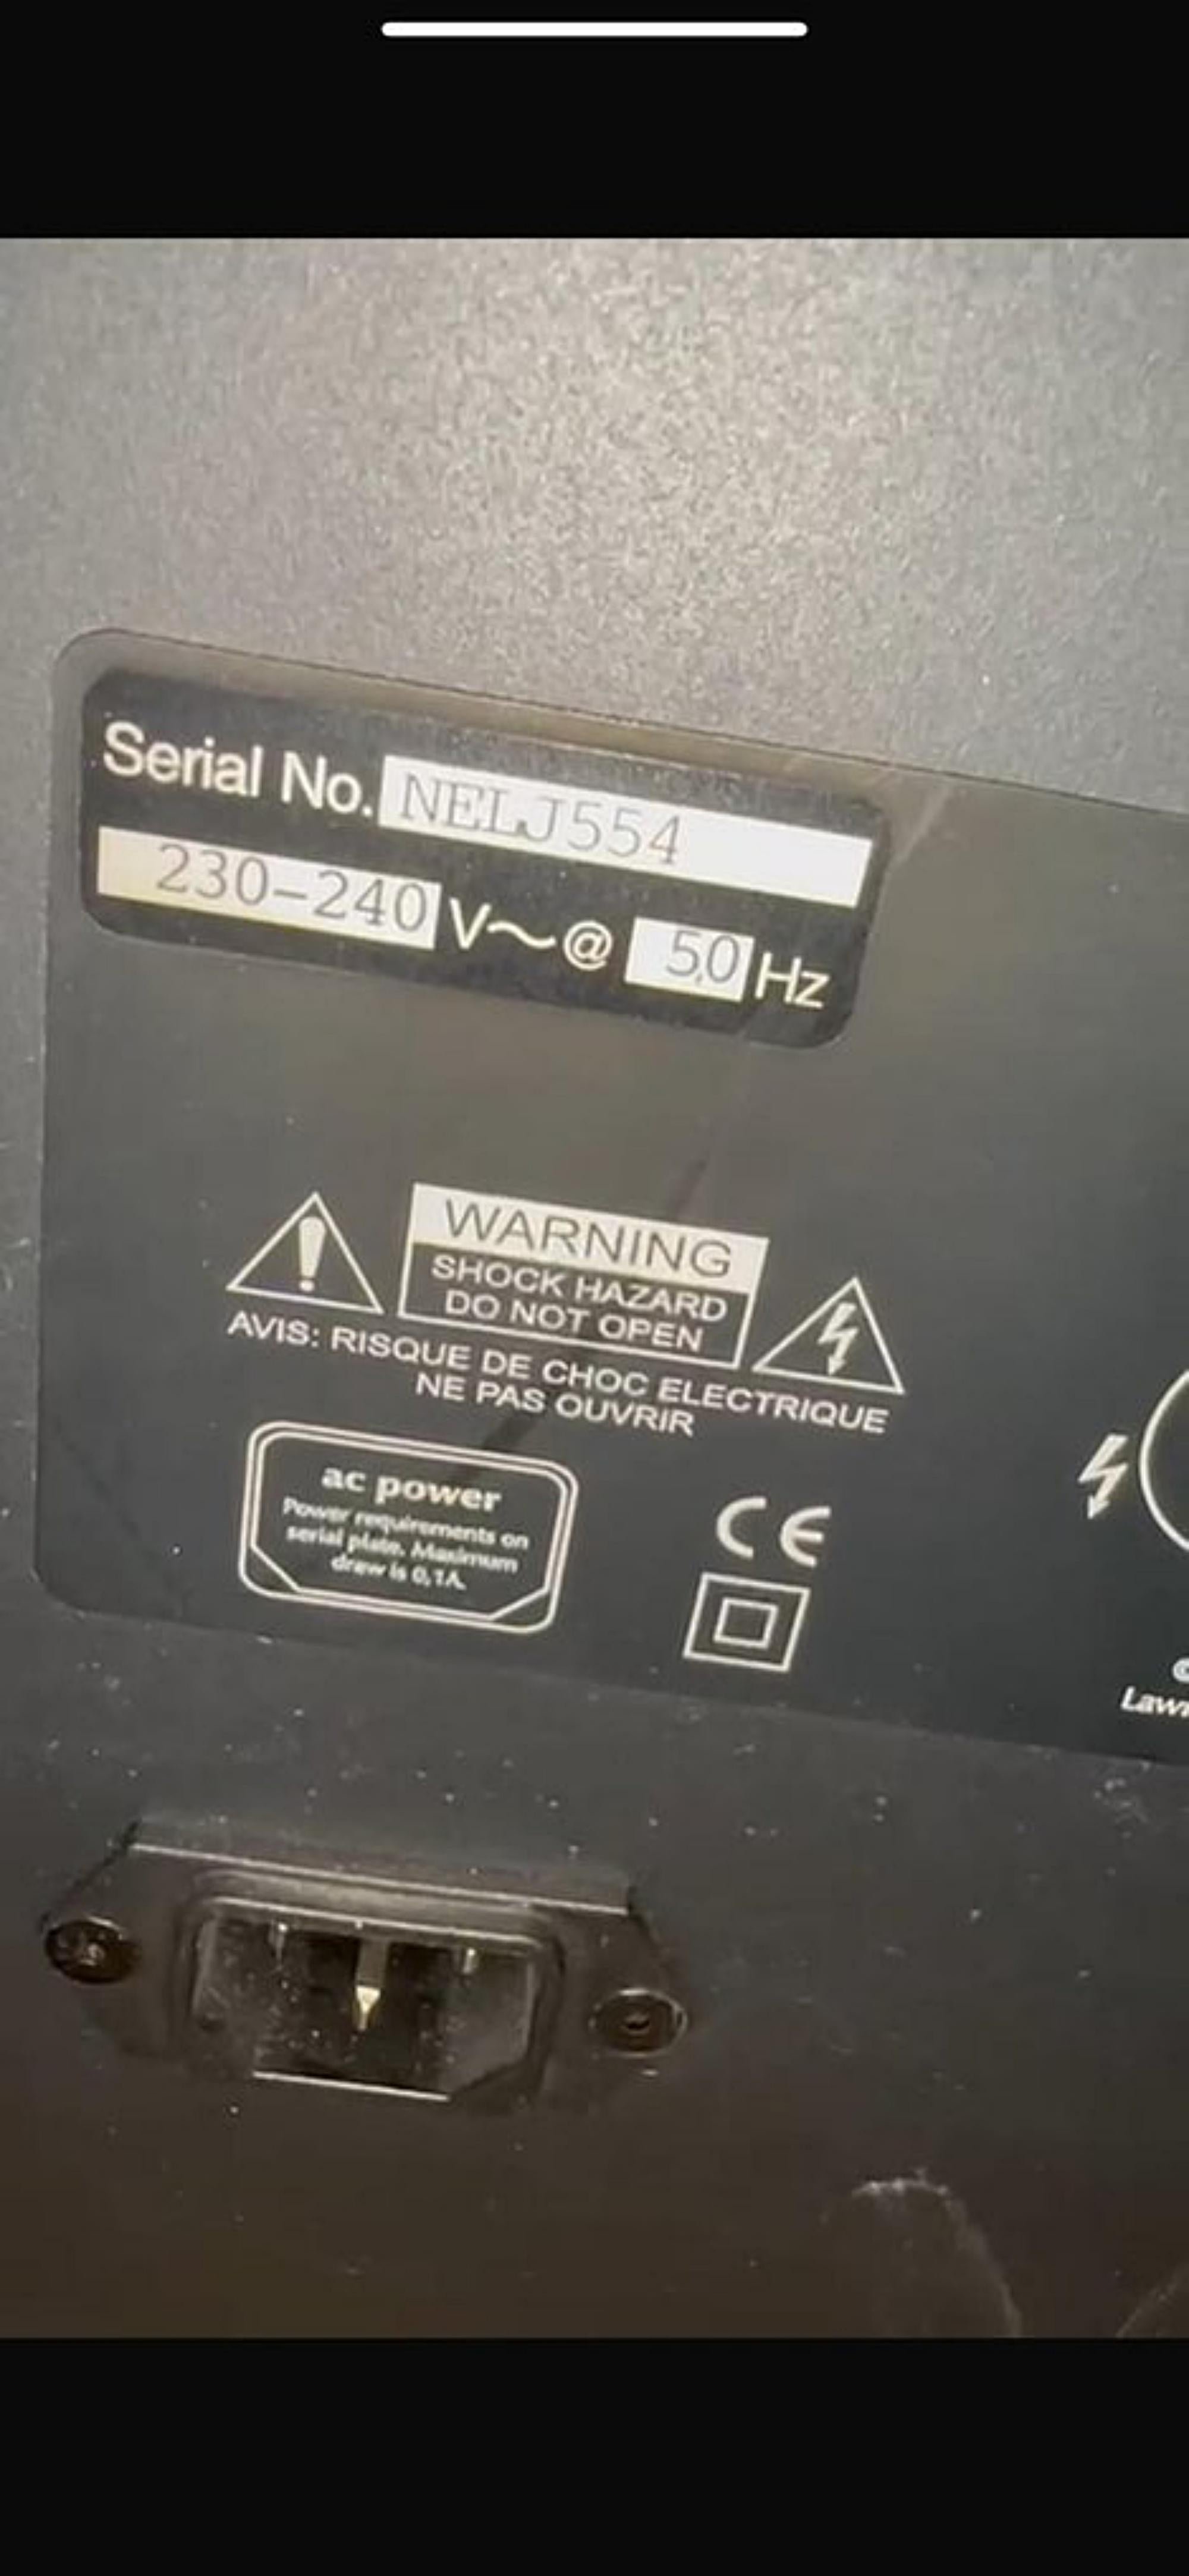 Serial No. NELJ554
230-240 V~@ 50 Hz
WARNING
SHOCK HAZARD
DO NOT OPEN
AVIS: RISQUE DE CHOC ELECTRIQUE
NE PAS OUVRIR
ac power
Power requirements on
serial plate. Maximum
draw is 0,1A.
CE